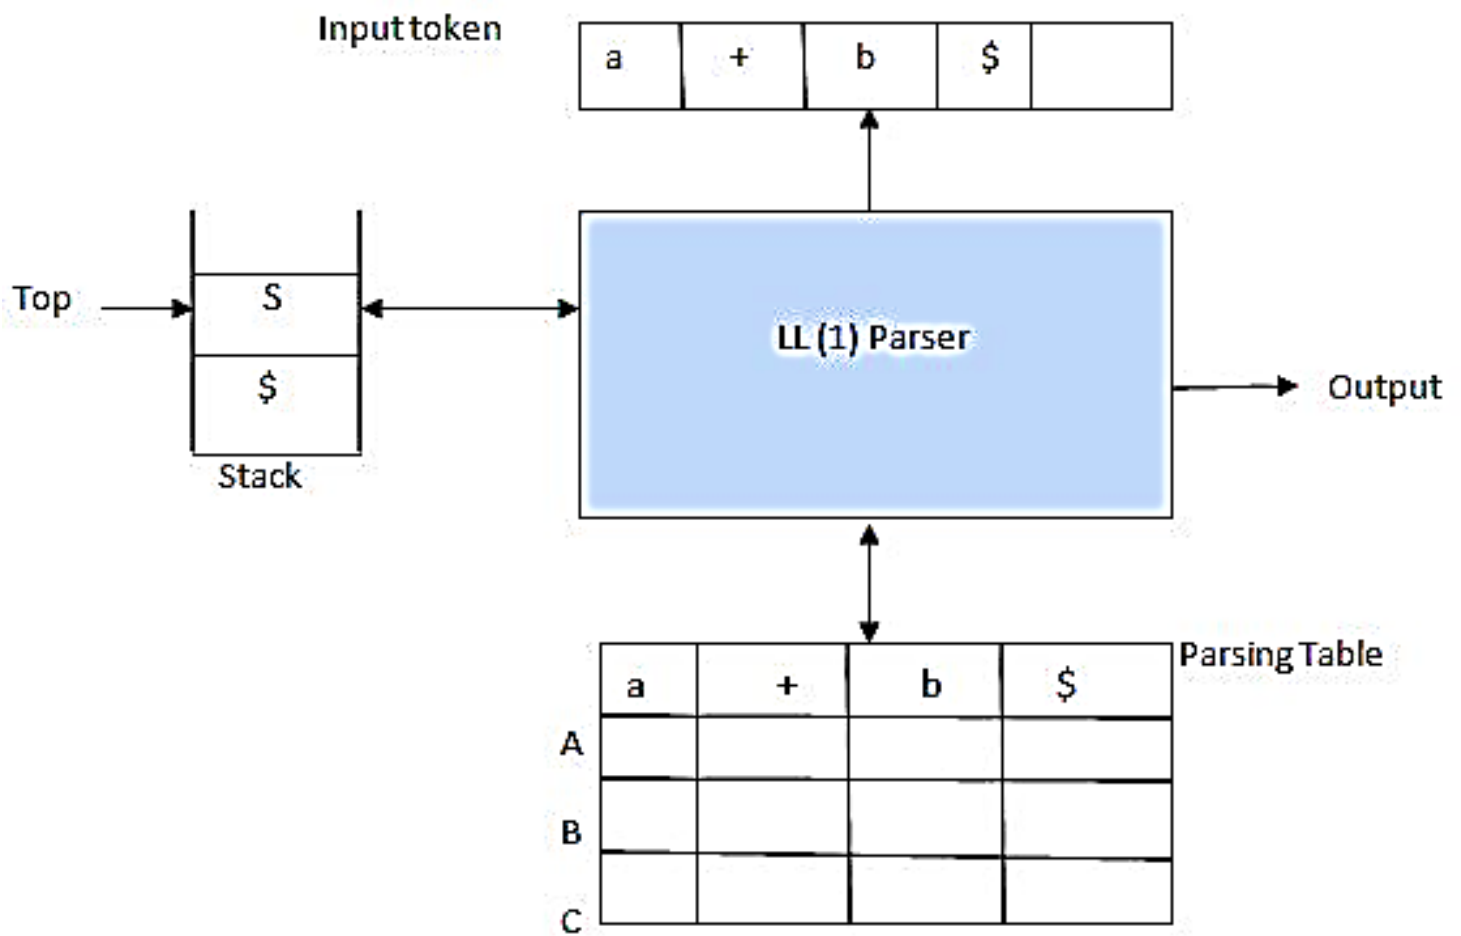 Input token
a + b $
Top
S
$
Stack
LL (1) Parser
Output
Parsing Table
a + b $
A
B
C